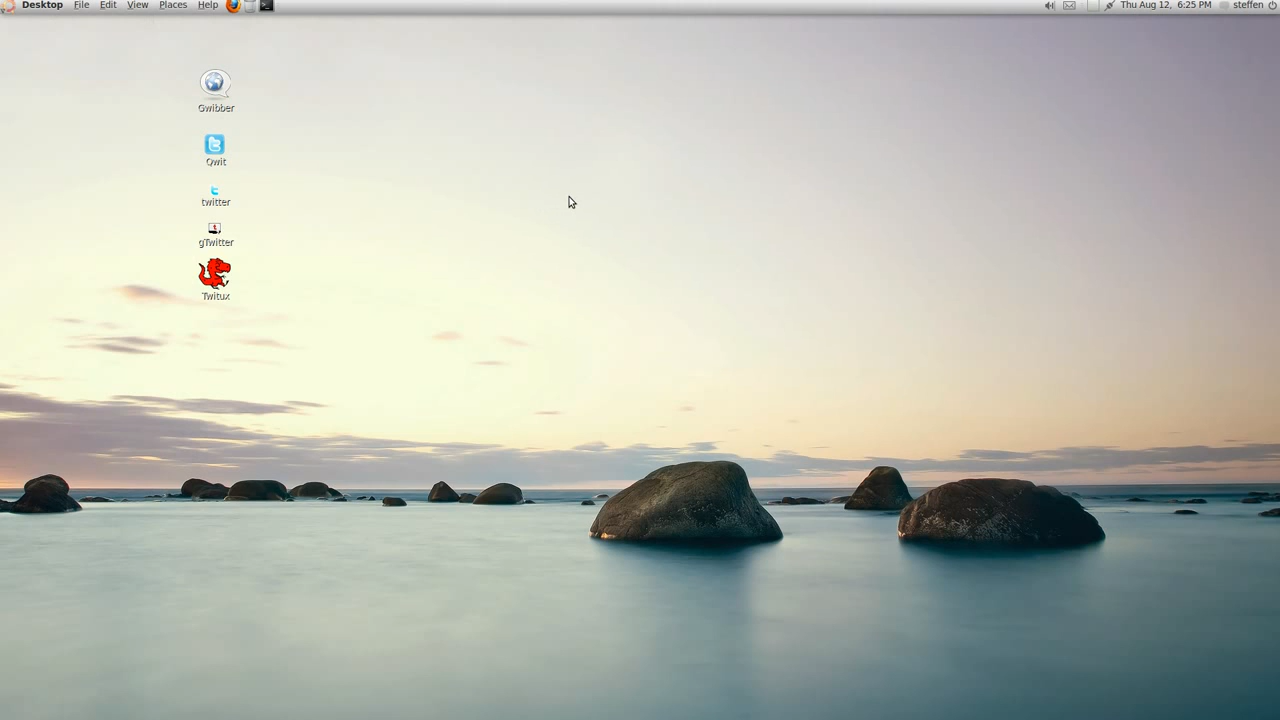 Desktop File Edit View Places Help Thu Aug 12, 6:25 PM steffen
Gwibber
Qwit
twitter
gTwitter
Twitux